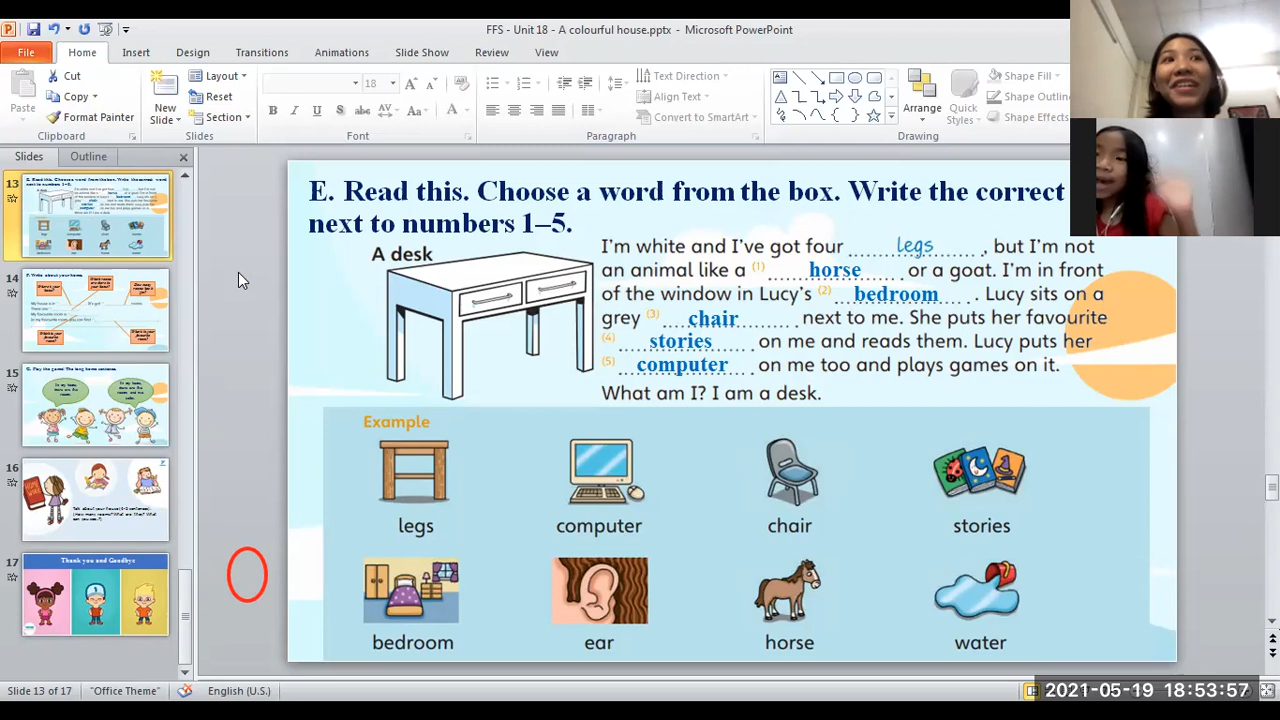 FFS - Unit 18 - A colourful house.pptx - Microsoft PowerPoint
File Home Insert Design Transitions Animations Slide Show Review View
Paste
Cut
Copy
Format Painter
Clipboard
New Slide
Layout
Reset
Section
Slides
18
Font
Text Direction
Align Text
Convert to SmartArt
Paragraph
Arrange
Quick Styles
Shape Fill
Shape Outlin
Shape Effects
Drawing
Slides Outline
13
14
15
16
17
Thank you and Goodbye
E. Read this. Choose a word from the box. Write the correct
next to numbers 1–5.
A desk
I'm white and I've got four legs, but I'm not
an animal like a (1) horse or a goat. I'm in front
of the window in Lucy's (2) bedroom. Lucy sits on a
grey (3) chair next to me. She puts her favourite
(4) stories on me and reads them. Lucy puts her
(5) computer on me too and plays games on it.
What am I? I am a desk.
Example
legs computer chair stories
bedroom ear horse water
Slide 13 of 17 "Office Theme" English (U.S.)
2021-05-19 18:53:57